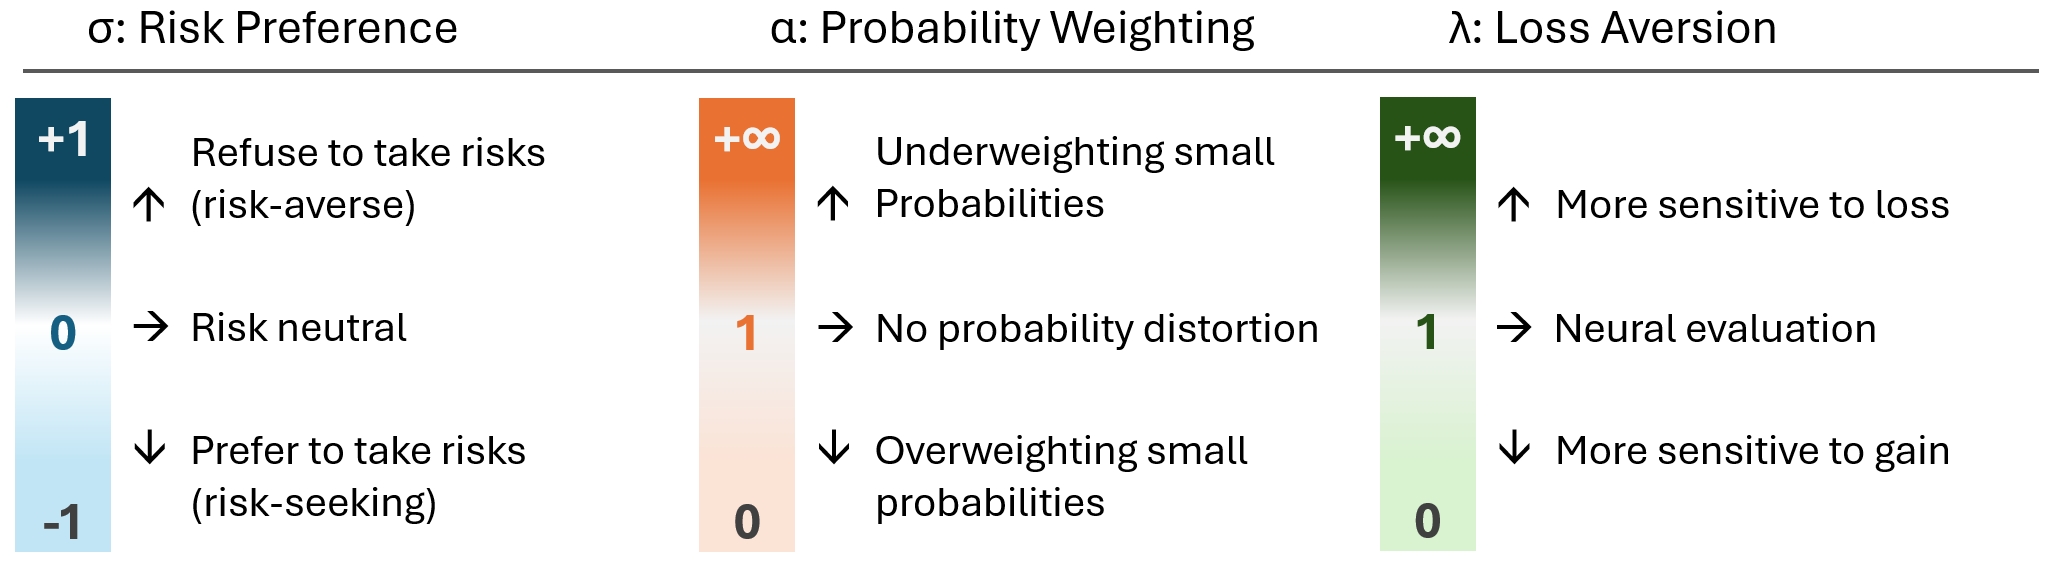 σ: Risk Preference
+1
↑ Refuse to take risks
(risk-averse)
0 → Risk neutral
↓ Prefer to take risks
(risk-seeking)
-1
α: Probability Weighting
+∞
↑ Underweighting small
Probabilities
1 → No probability distortion
↓ Overweighting small
probabilities
0
λ: Loss Aversion
+∞
↑ More sensitive to loss
1 → Neural evaluation
↓ More sensitive to gain
0